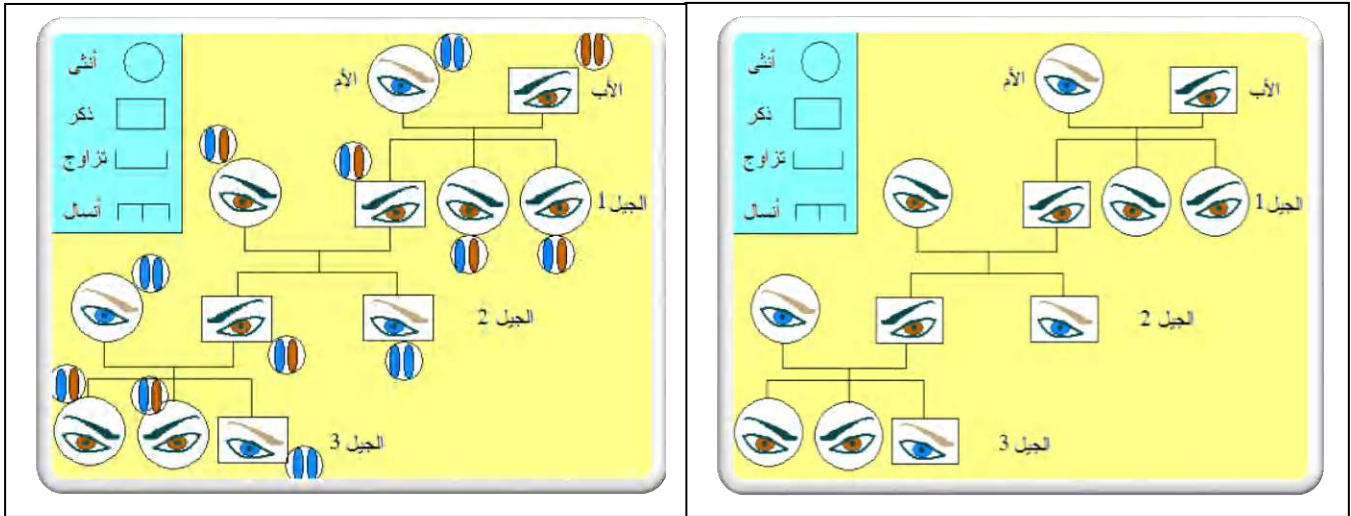 أنثى
ذكر
تزاوج
أنسال
الأم
الأب
الجيل 1
الجيل 2
الجيل 3
أنثى
ذكر
تزاوج
أنسال
الأم
الأب
الجيل 1
الجيل 2
الجيل 3